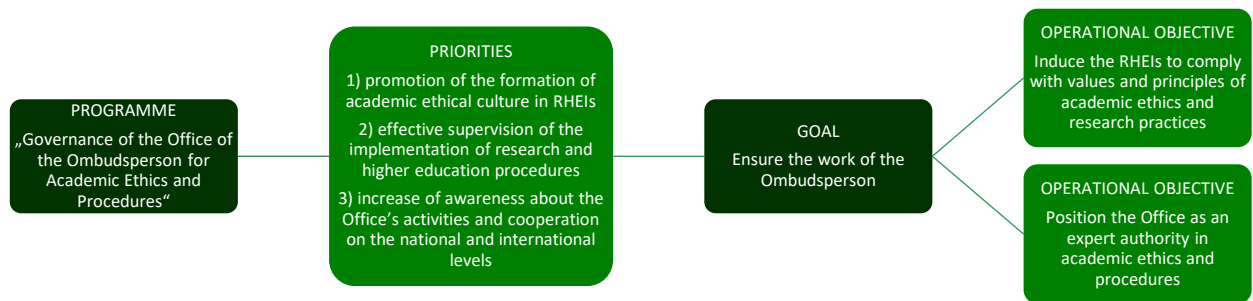 PROGRAMME
„Governance of the Office of
the Ombudsperson for
Academic Ethics and
Procedures“
PRIORITIES
1) promotion of the formation of
academic ethical culture in RHEIs
2) effective supervision of the
implementation of research and
higher education procedures
3) increase of awareness about the
Office's activities and cooperation
on the national and international
levels
GOAL
Ensure the work of the
Ombudsperson
OPERATIONAL OBJECTIVE
Induce the RHEIs to comply
with values and principles of
academic ethics and
research practices
OPERATIONAL OBJECTIVE
Position the Office as an
expert authority in
academic ethics and
procedures